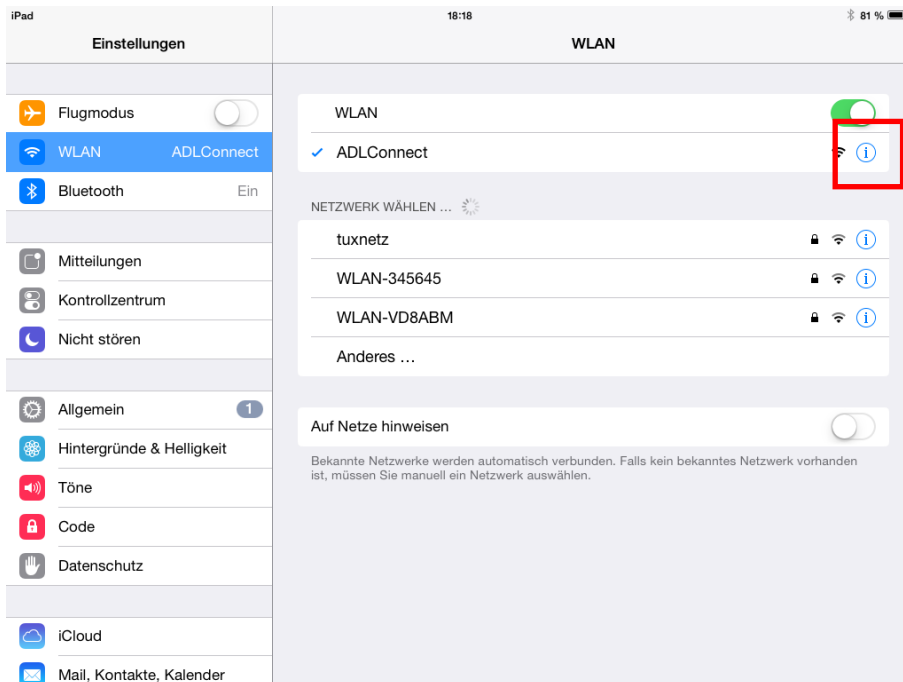 iPad 18:18 81 %
Einstellungen
WLAN
Flugmodus
WLAN ADLConnect
Bluetooth Ein
Mitteilungen
Kontrollzentrum
Nicht stören
Allgemein 1
Hintergründe & Helligkeit
Töne
Code
Datenschutz
iCloud
Mail, Kontakte, Kalender
WLAN
ADLConnect
NETZWERK WÄHLEN ...
tuxnetz
WLAN-345645
WLAN-VD8ABM
Anderes ...
Auf Netze hinweisen
Bekannte Netzwerke werden automatisch verbunden. Falls kein bekanntes Netzwerk vorhanden
ist, müssen Sie manuell ein Netzwerk auswählen.